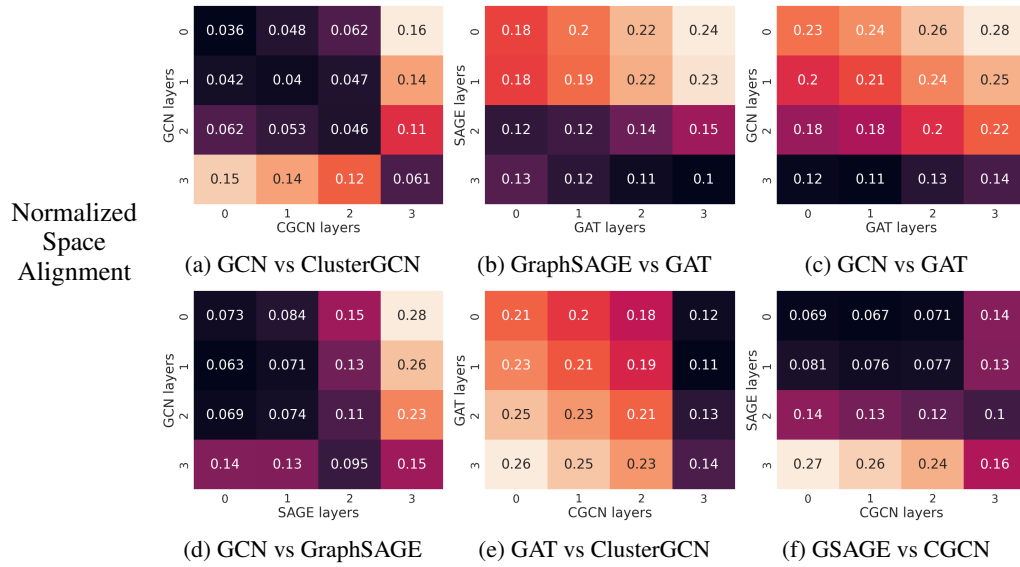 Normalized
Space
Alignment
GCN layers
0
0.036 0.048 0.062 0.16
1
0.042 0.04 0.047 0.14
2
0.062 0.053 0.046 0.11
3
0.15 0.14 0.12 0.061
0 1 2 3
CGCN layers
(a) GCN vs ClusterGCN
SAGE layers
0
0.18 0.2 0.22 0.24
1
0.18 0.19 0.22 0.23
2
0.12 0.12 0.14 0.15
3
0.13 0.12 0.11 0.1
0 1 2 3
GAT layers
(b) GraphSAGE vs GAT
GCN layers
0
0.23 0.24 0.26 0.28
1
0.2 0.21 0.24 0.25
2
0.18 0.18 0.2 0.22
3
0.12 0.11 0.13 0.14
0 1 2 3
GAT layers
(c) GCN vs GAT
GCN layers
0
0.073 0.084 0.15 0.28
1
0.063 0.071 0.13 0.26
2
0.069 0.074 0.11 0.23
3
0.14 0.13 0.095 0.15
0 1 2 3
SAGE layers
(d) GCN vs GraphSAGE
GAT layers
0
0.21 0.2 0.18 0.12
1
0.23 0.21 0.19 0.11
2
0.25 0.23 0.21 0.13
3
0.26 0.25 0.23 0.14
0 1 2 3
CGCN layers
(e) GAT vs ClusterGCN
SAGE layers
0
0.069 0.067 0.071 0.14
1
0.081 0.076 0.077 0.13
2
0.14 0.13 0.12 0.1
3
0.27 0.26 0.24 0.16
0 1 2 3
CGCN layers
(f) GSAGE vs CGCN